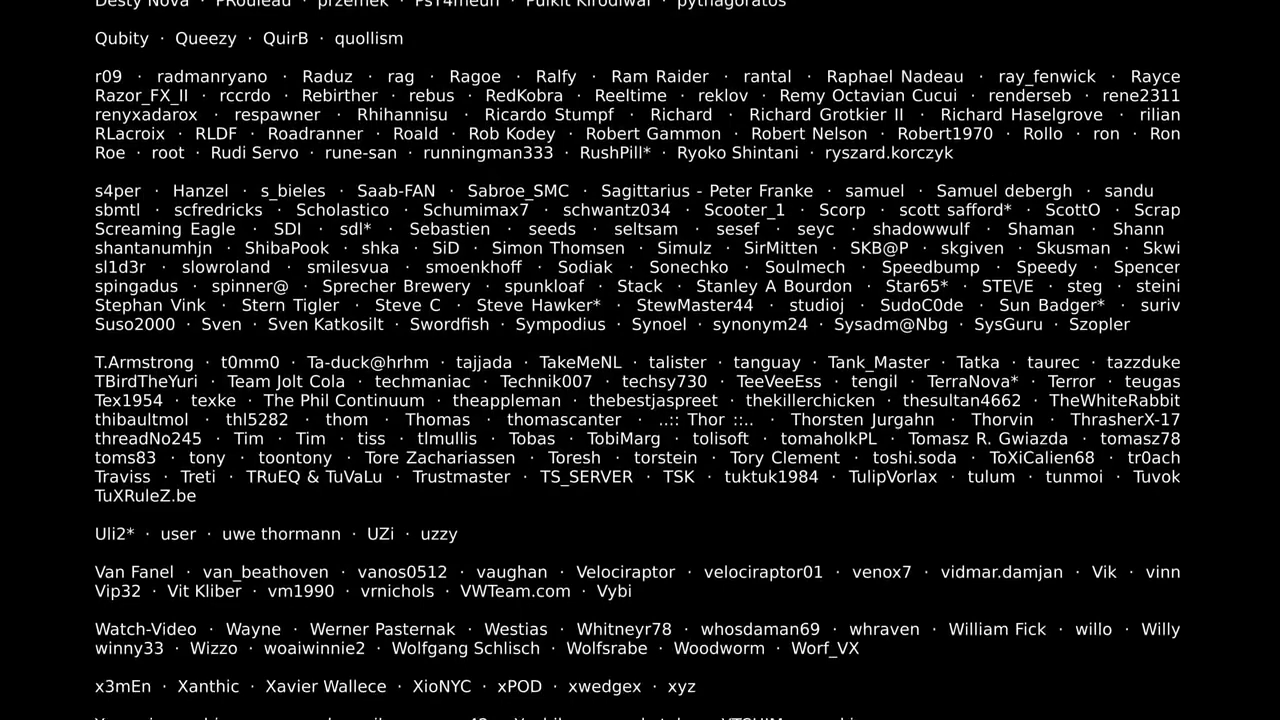 Desty Nova · PRouleau · przemek · PsT4meun · Pulkit Kirodiwal · pythagoratos
Qubity · Queezy · QuirB · quollism
r09 · radmanryano · Raduz · rag · Ragoe · Ralfy · Ram Raider · rantal · Raphael Nadeau · ray_fenwick · Rayce
Razor_FX_II · rccrdo · Rebirther · rebus · RedKobra · Reeltime · reklov · Remy Octavian Cucui · renderseb · rene2311
renyxadarox · respawner · Rhihannisu · Ricardo Stumpf · Richard · Richard Grotkier II · Richard Haselgrove · rilian
RLacroix · RLDF · Roadranner · Roald · Rob Kodey · Robert Gammon · Robert Nelson · Robert1970 · Rollo · ron · Ron
Roe · root · Rudi Servo · rune-san · runningman333 · RushPill* · Ryoko Shintani · ryszard.korczyk
s4per · Hanzel · s_bieles · Saab-FAN · Sabroe_SMC · Sagittarius - Peter Franke · samuel · Samuel debergh · sandu
sbmtl · scfredricks · Scholastico · Schumimax7 · schwantz034 · Scooter_1 · Scorp · scott safford* · ScottO · Scrap
Screaming Eagle · SDI · sdl* · Sebastien · seeds · seltsam · sesef · seyc · shadowwulf · Shaman · Shann
shantanumhjn · ShibaPook · shka · SiD · Simon Thomsen · Simulz · SirMitten · SKB@P · skgiven · Skusman · Skwi
sl1d3r · slowroland · smilesvua · smoenkhoff · Sodiak · Sonechko · Soulmech · Speedbump · Speedy · Spencer
spingadus · spinner@ · Sprecher Brewery · spunkloaf · Stack · Stanley A Bourdon · Star65* · STE\/E · steg · steini
Stephan Vink · Stern Tigler · Steve C · Steve Hawker* · StewMaster44 · studioj · SudoC0de · Sun Badger* · suriv
Suso2000 · Sven · Sven Katkosilt · Swordfish · Sympodius · Synoel · synonym24 · Sysadm@Nbg · SysGuru · Szopler
T.Armstrong · t0mm0 · Ta-duck@hrhm · tajjada · TakeMeNL · talister · tanguay · Tank_Master · Tatka · taurec · tazzduke
TBirdTheYuri · Team Jolt Cola · techmaniac · Technik007 · techsy730 · TeeVeeEss · tengil · TerraNova* · Terror · teugas
Tex1954 · texke · The Phil Continuum · theappleman · thebestjaspreet · thekillerchicken · thesultan4662 · TheWhiteRabbit
thibaultmol · thl5282 · thom · Thomas · thomascanter · ..:: Thor ::.. · Thorsten Jurgahn · Thorvin · ThrasherX-17
threadNo245 · Tim · Tim · tiss · tlmullis · Tobas · TobiMarg · tolisoft · tomaholkPL · Tomasz R. Gwiazda · tomasz78
toms83 · tony · toontony · Tore Zachariassen · Toresh · torstein · Tory Clement · toshi.soda · ToXiCalien68 · tr0ach
Traviss · Treti · TRuEQ & TuVaLu · Trustmaster · TS_SERVER · TSK · tuktuk1984 · TulipVorlax · tulum · tunmoi · Tuvok
TuXRuleZ.be
Uli2* · user · uwe thormann · UZi · uzzy
Van Fanel · van_beathoven · vanos0512 · vaughan · Velociraptor · velociraptor01 · venox7 · vidmar.damjan · Vik · vinn
Vip32 · Vit Kliber · vm1990 · vrnichols · VWTeam.com · Vybi
Watch-Video · Wayne · Werner Pasternak · Westias · Whitneyr78 · whosdaman69 · whraven · William Fick · willo · Willy
winny33 · Wizzo · woaiwinnie2 · Wolfgang Schlisch · Wolfsrabe · Woodworm · Worf_VX
x3mEn · Xanthic · Xavier Wallece · XioNYC · xPOD · xwedgex · xyz